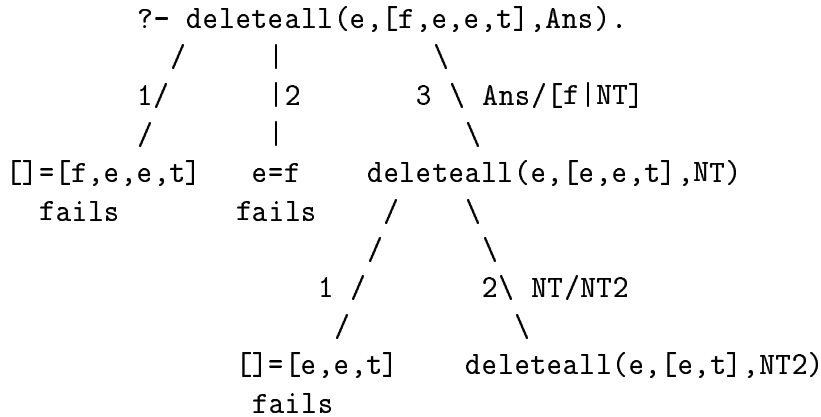 ?- deleteall(e,[f,e,e,t],Ans).
/ | \
1/ |2 3 \ Ans/[f|NT]
/ | \
[]=[f,e,e,t] e=f deleteall(e,[e,e,t],NT)
fails fails / \
/ \
1 / 2\ NT/NT2
/ \
[]=[e,e,t] deleteall(e,[e,t],NT2)
fails